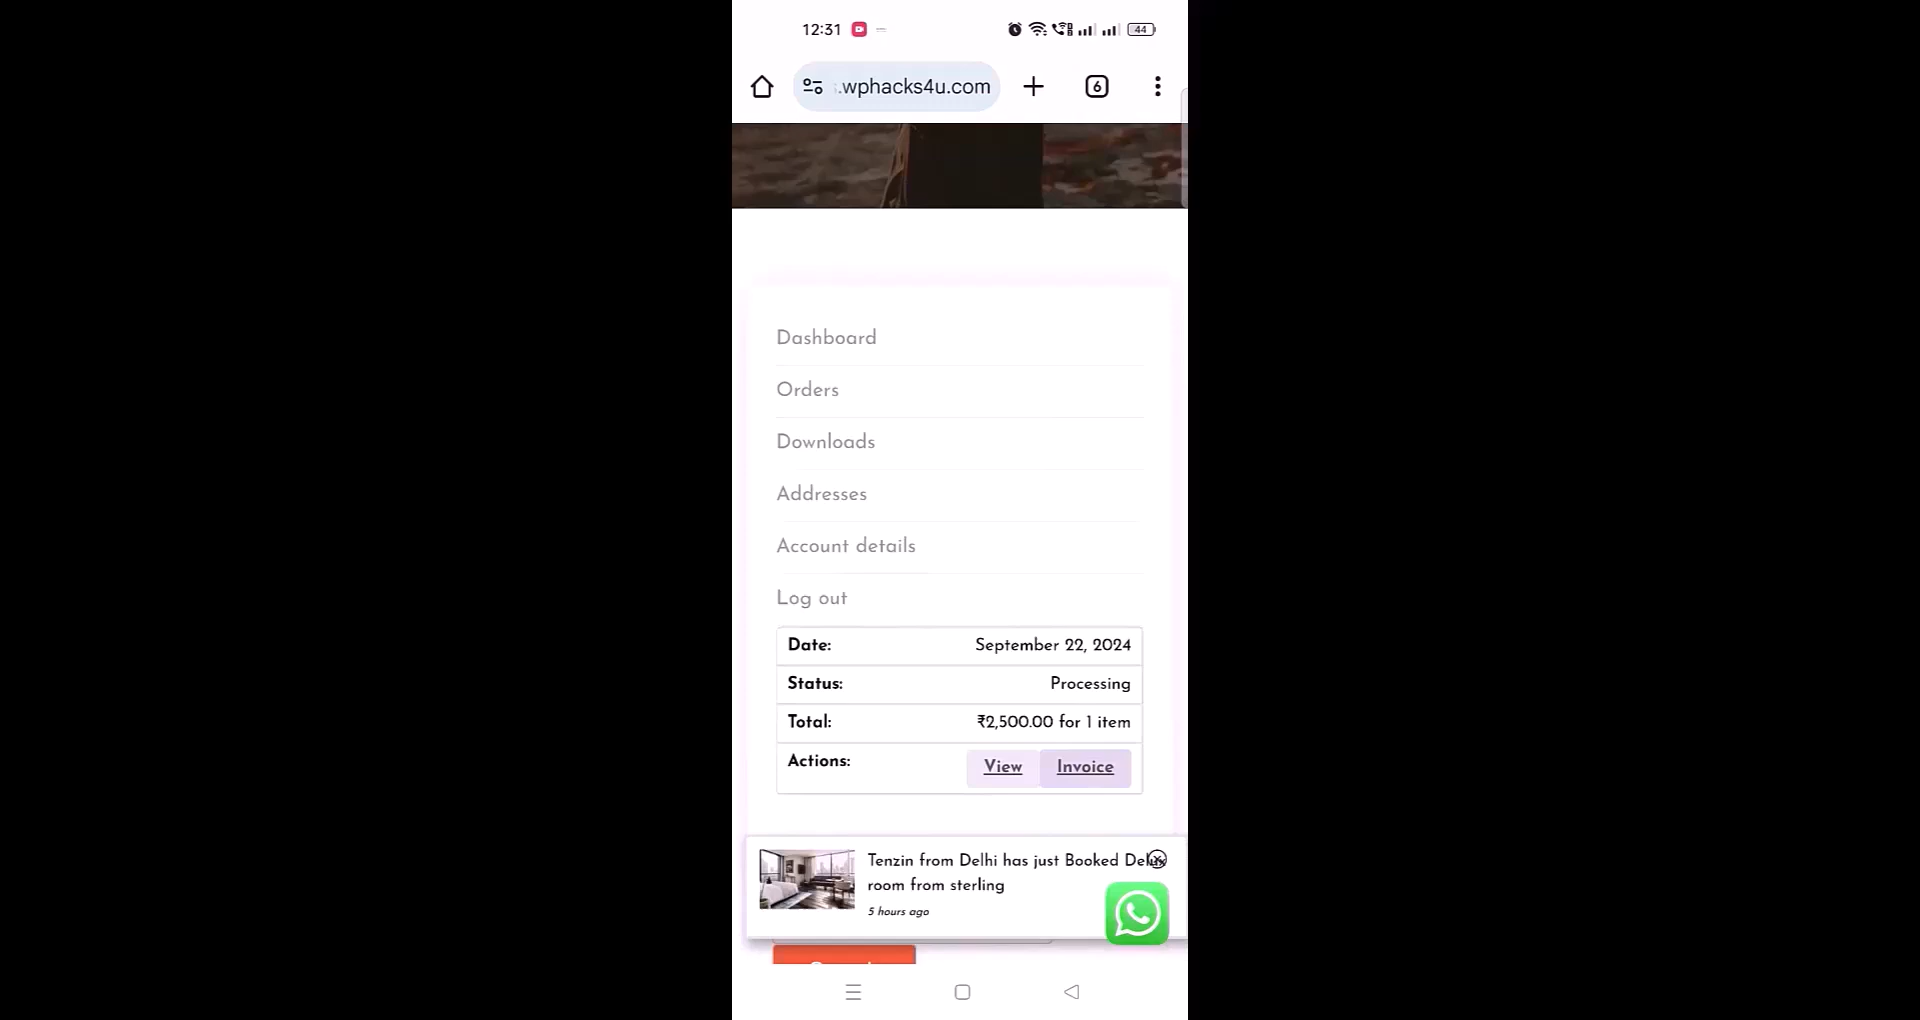 12:31
44
.wphacks4u.com
6
Dashboard
Orders
Downloads
Addresses
Account details
Log out
Date: September 22, 2024
Status: Processing
Total: ₹2,500.00 for 1 item
Actions: View Invoice
Tenzin from Delhi has just Booked Delux
room from sterling
5 hours ago